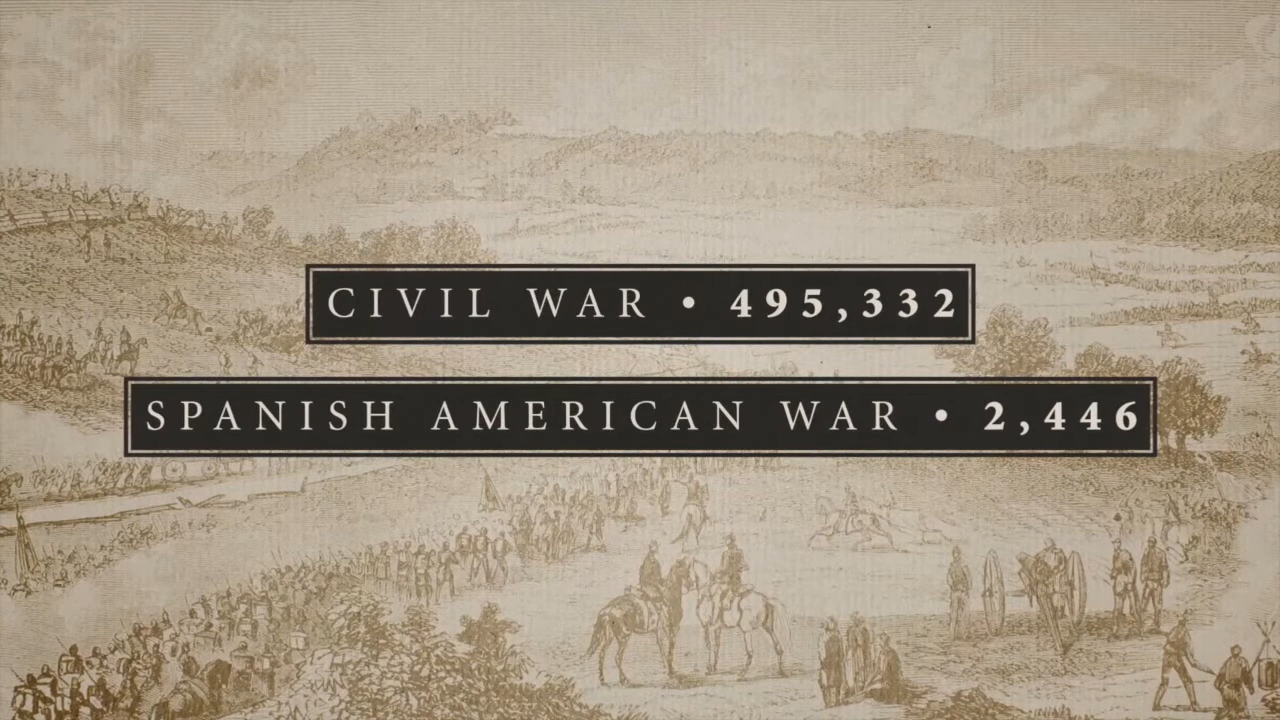 CIVIL WAR • 495,332
SPANISH AMERICAN WAR • 2,446